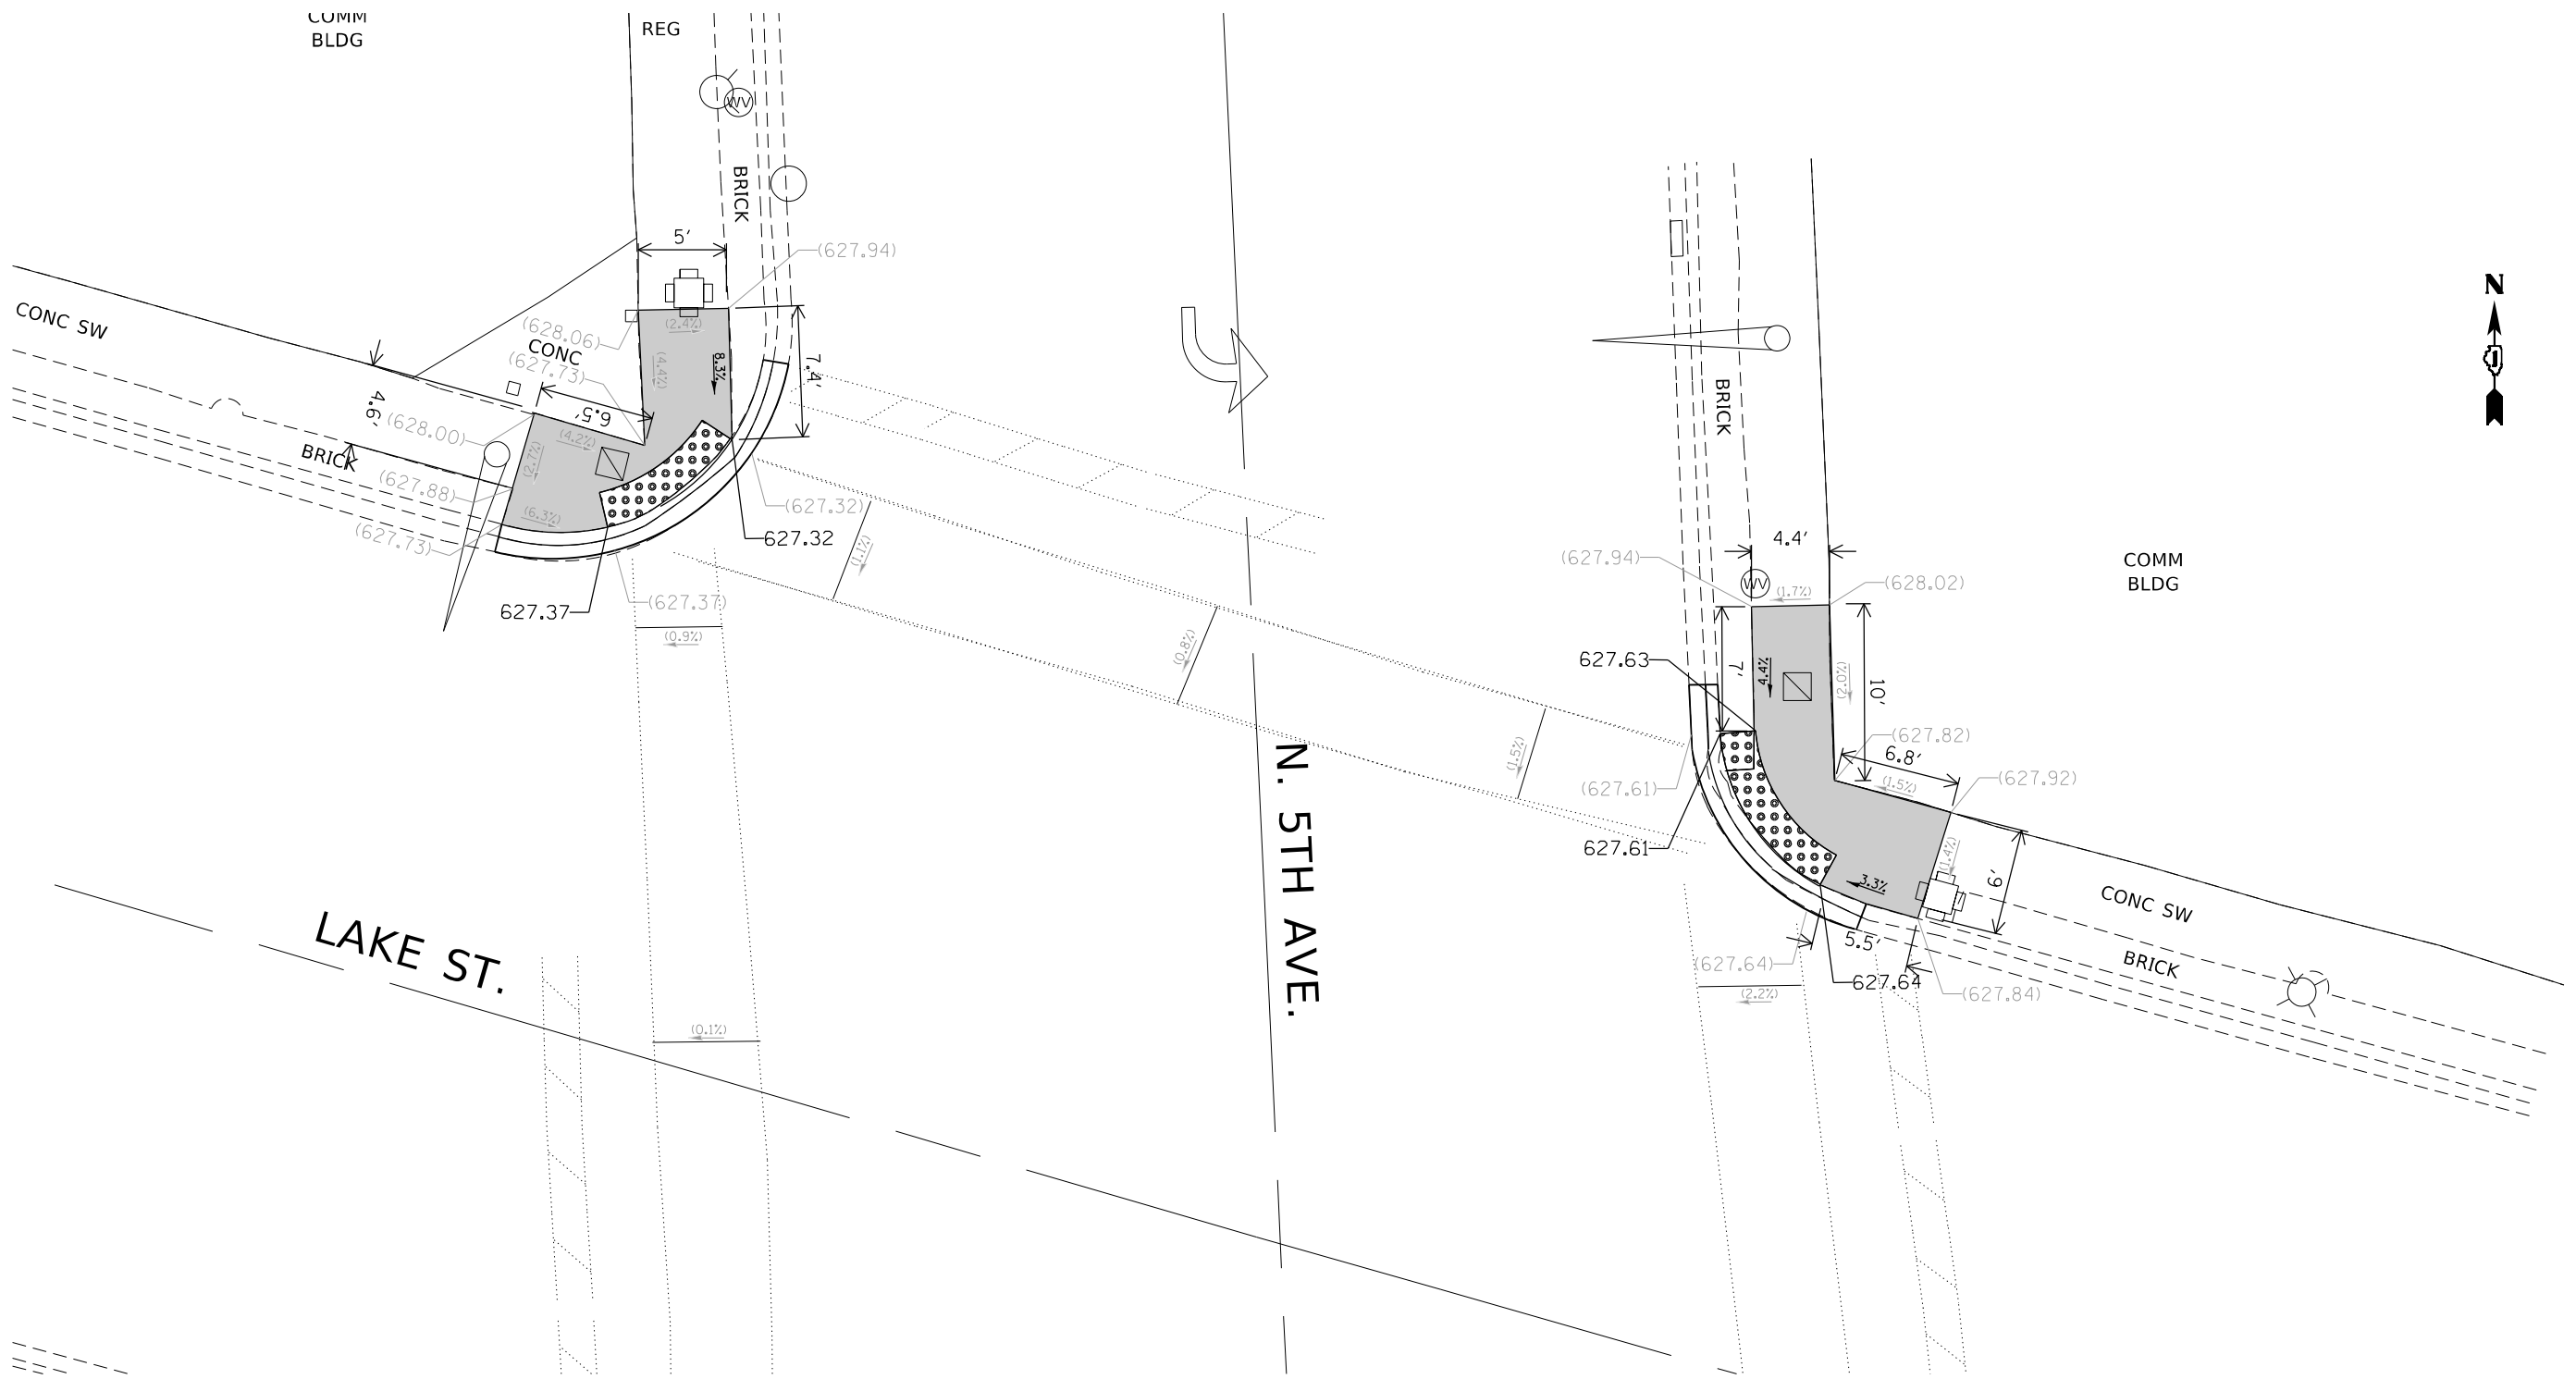 COMM
BLDG
REG
WV
BRICK
5'
(627.94)
N
CONC SW
(628.06)
CONC
(627.73)
(2.4%)
(4.4%)
8.3%
7.4'
4.6'
6.5'
(628.00)
(4.2%)
(2.7%)
BRICK
(627.88)
(6.3%)
(627.73)
(627.32)
627.32
(1.1%)
627.37
(627.37)
(0.9%)
(0.8%)
BRICK
4.4'
(627.94)
WV
(628.02)
(1.7%)
COMM
BLDG
627.63
7'
4.4%
(2.0%)
10'
(627.82)
6.8'
(627.92)
(1.5%)
(1.5%)
(627.61)
627.61
(1.4%)
6'
3.3%
CONC SW
5.5'
BRICK
(627.64)
627.64
(2.2%)
(627.84)
N. 5TH AVE.
LAKE ST.
(0.1%)